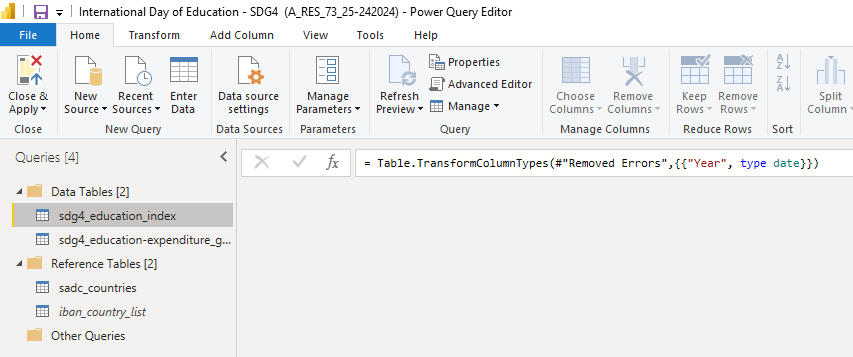 International Day of Education - SDG4 (A_RES_73_25-242024) - Power Query Editor
File Home Transform Add Column View Tools Help
Close & Apply
New Source
Recent Sources
Enter Data
Data source settings
Manage Parameters
Refresh Preview
Properties
Advanced Editor
Manage
Choose Columns
Remove Columns
Keep Rows
Remove Rows
A
Z
Z
A
Split Column
Close New Query Data Sources Parameters Query Manage Columns Reduce Rows Sort
Queries [4]
fx = Table.TransformColumnTypes(#"Removed Errors",{{"Year", type date}})
Data Tables [2]
sdg4_education_index
sdg4_education-expenditure_g...
Reference Tables [2]
sadc_countries
iban_country_list
Other Queries